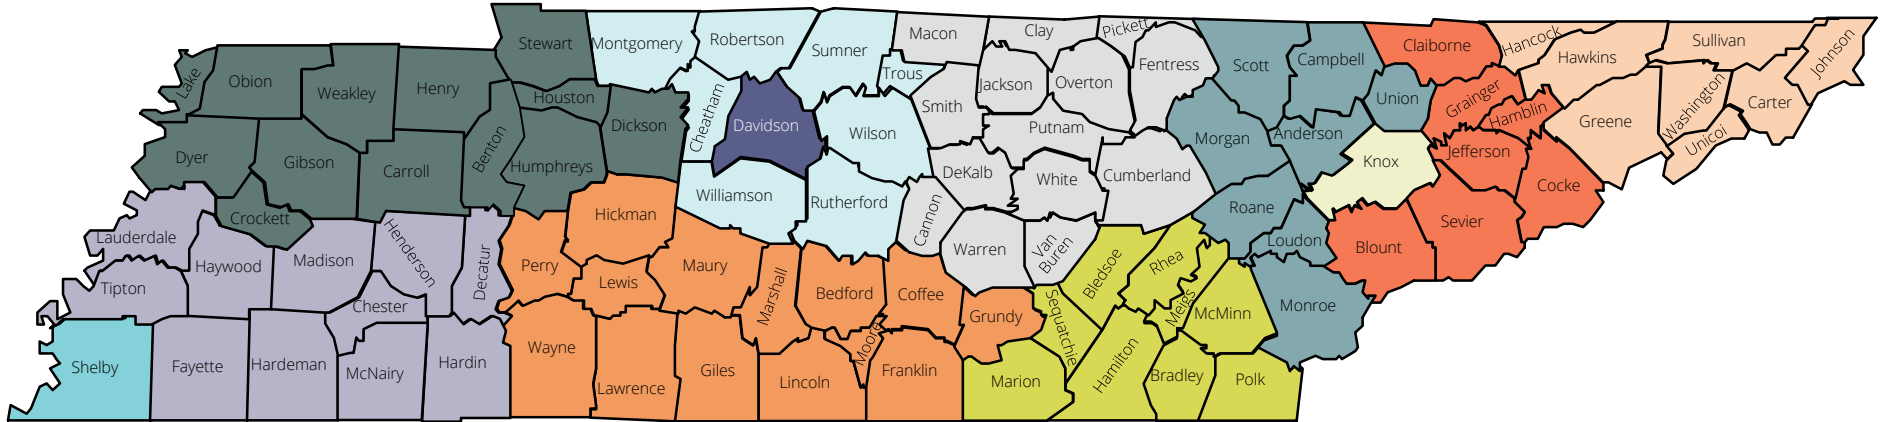 Lake
Obion
Weakley
Henry
Stewart
Montgomery
Robertson
Sumner
Trous
Macon
Clay
Pickett
Fentress
Scott
Campbell
Claiborne
Hancock
Hawkins
Sullivan
Johnson
Dyer
Gibson
Carroll
Benton
Houston
Humphreys
Dickson
Cheatham
Davidson
Wilson
Smith
Jackson
Overton
Putnam
Morgan
Anderson
Union
Grainger
Hamblin
Greene
Washington
Carter
Unicoi
Crockett
Lauderdale
Haywood
Madison
Henderson
Decatur
Perry
Hickman
Williamson
Rutherford
Cannon
DeKalb
White
Cumberland
Roane
Loudon
Knox
Jefferson
Cocke
Sevier
Blount
Tipton
Chester
Lewis
Maury
Marshall
Bedford
Coffee
Warren
Van
Buren
Bledsoe
Rhea
Meigs
McMinn
Monroe
Shelby
Fayette
Hardeman
McNairy
Hardin
Wayne
Lawrence
Giles
Lincoln
Moore
Franklin
Grundy
Sequatchie
Marion
Hamilton
Bradley
Polk